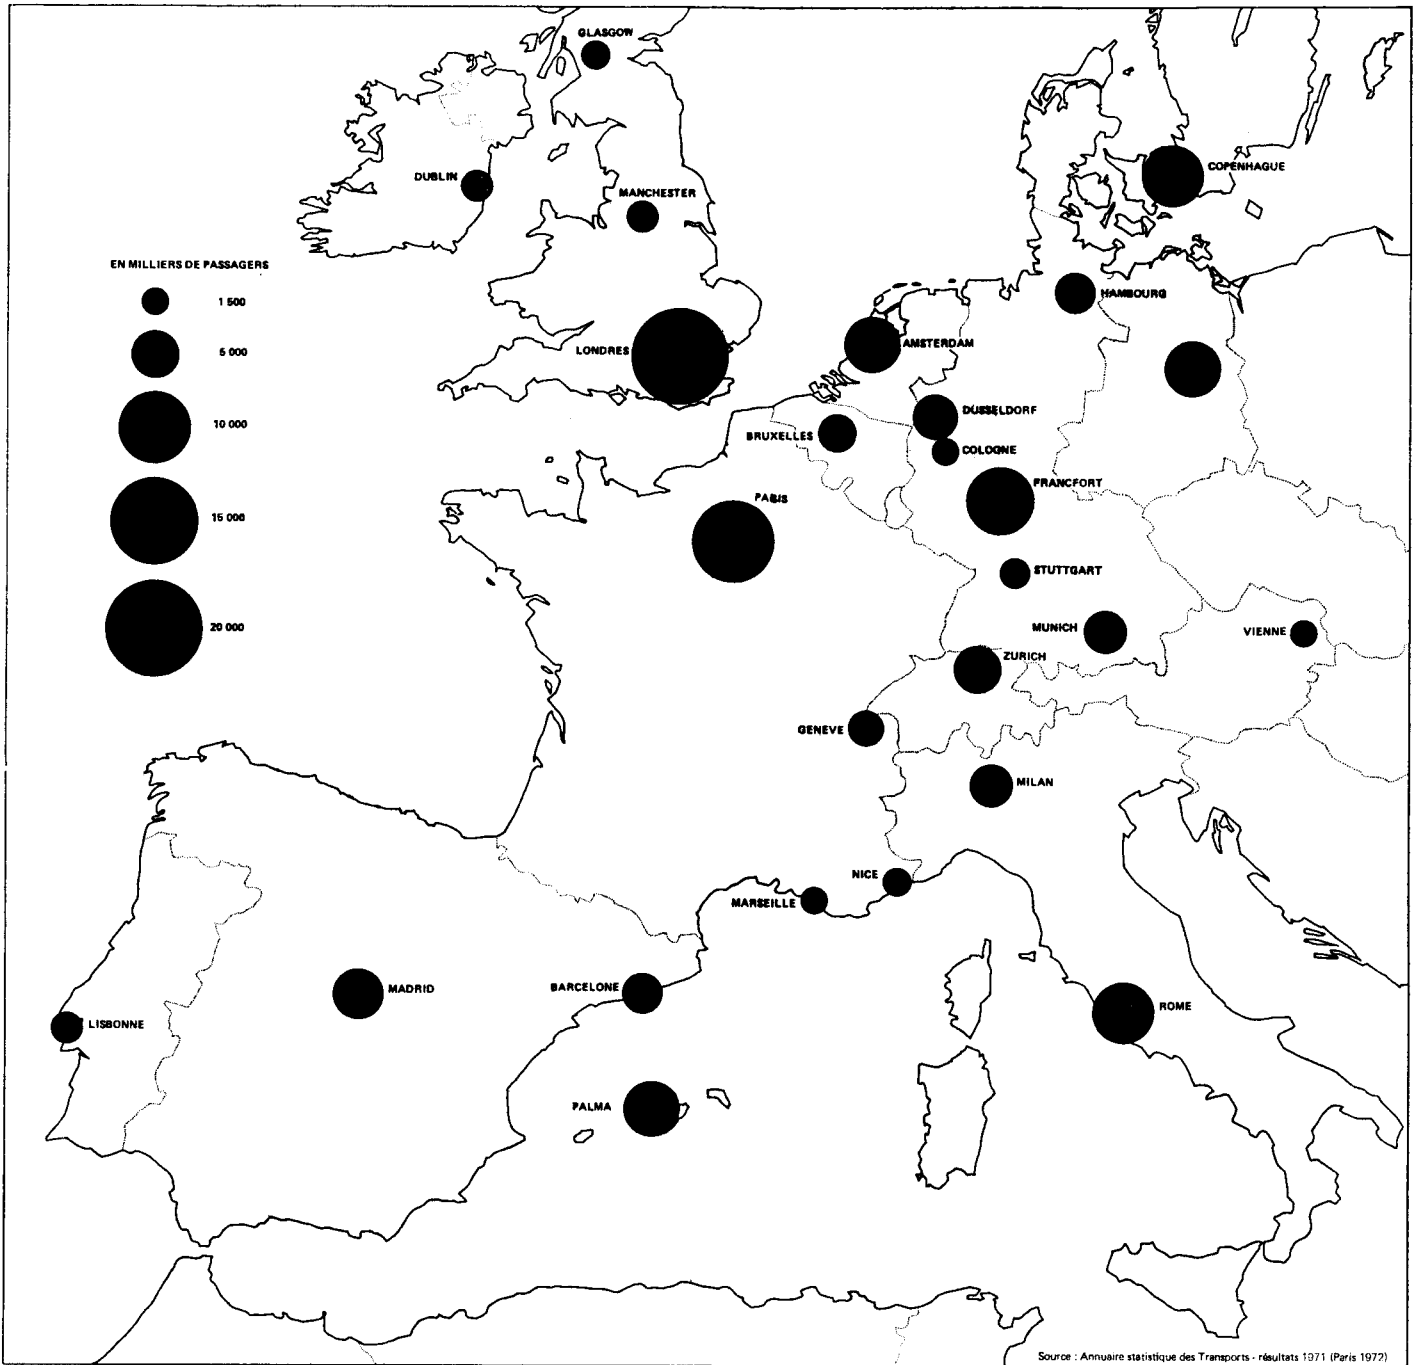 GLASGOW
COPENHAGUE
DUBLIN
MANCHESTER
EN MILLIERS DE PASSAGERS
1 500
5 000
10 000
15 000
20 000
HAMBOURG
LONDRES
AMSTERDAM
DUSSELDORF
BRUXELLES
COLOGNE
FRANCFORT
PARIS
STUTTGART
MUNICH
VIENNE
ZURICH
GENEVE
MILAN
NICE
MARSEILLE
MADRID
BARCELONE
LISBONNE
ROME
PALMA
Source : Annuaire statistique des Transports - résultats 1971 (Paris 1972)